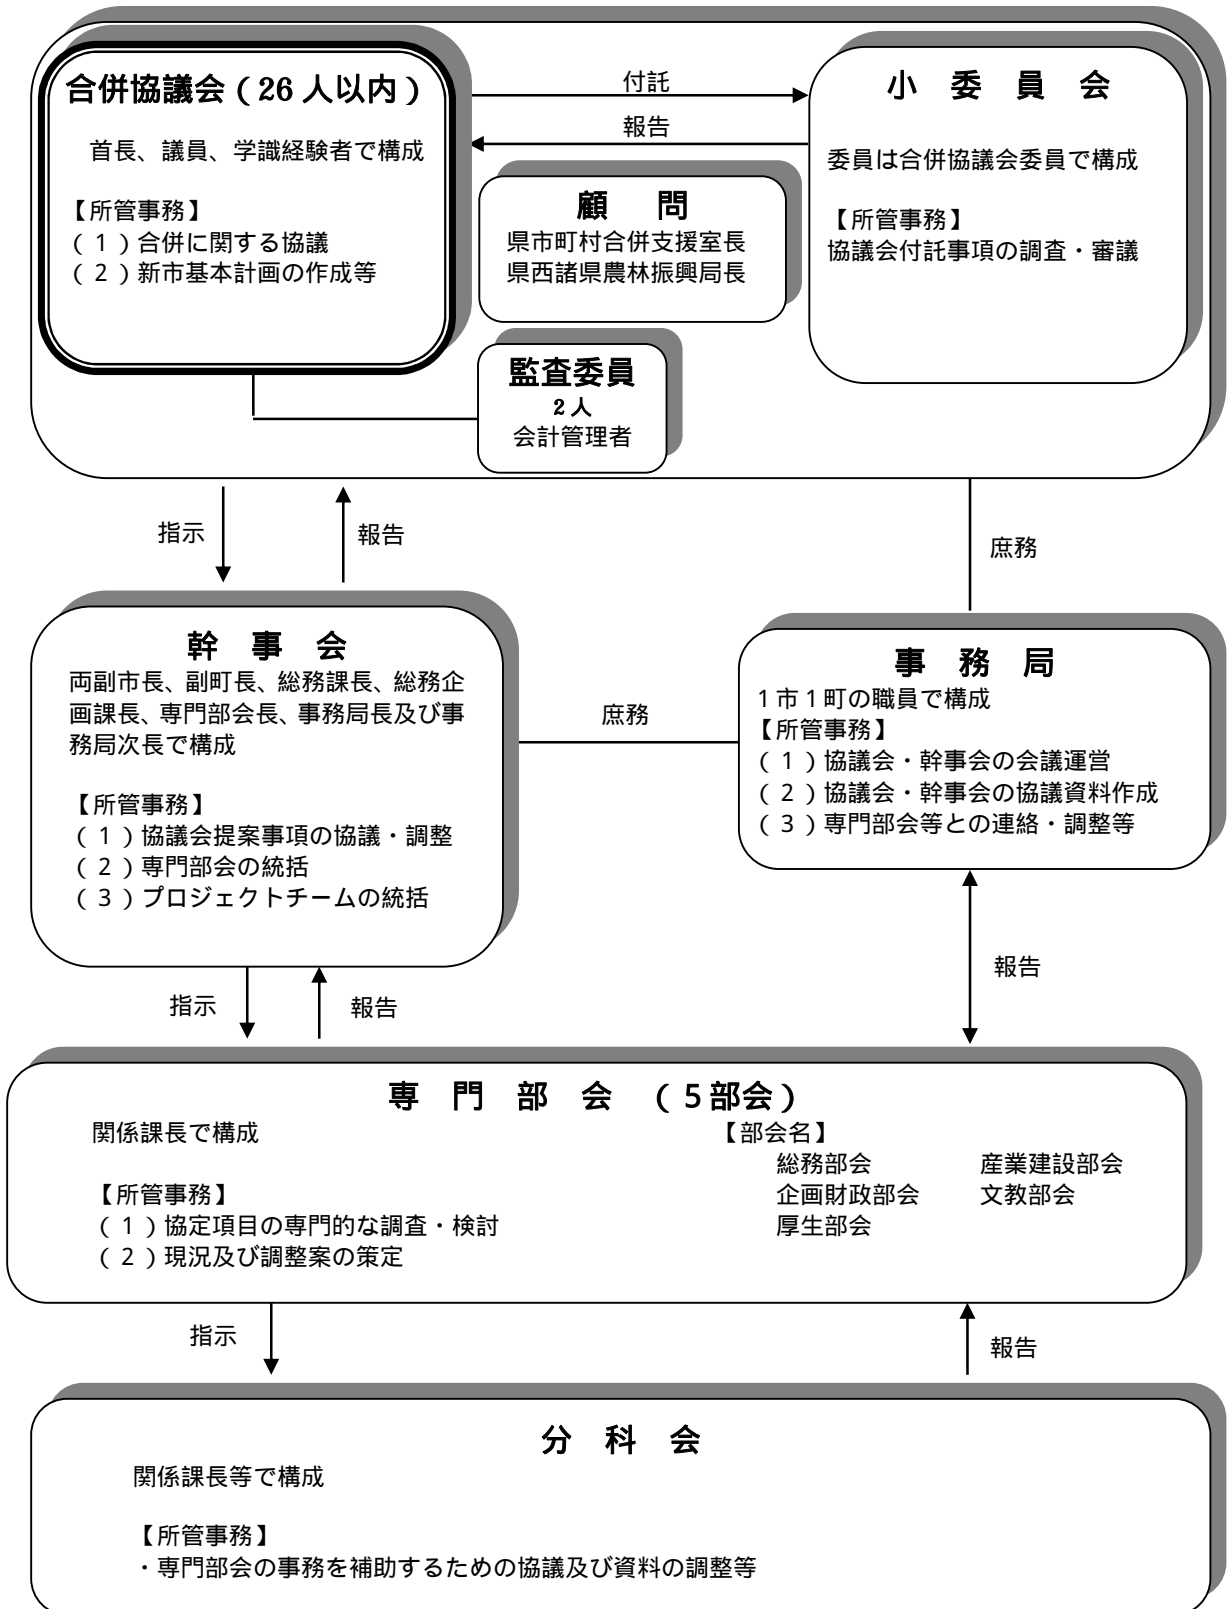 合併協議会（26人以内）
首長、議員、学識経験者で構成
【所管事務】
（１）合併に関する協議
（２）新市基本計画の作成等
付託
報告
小　委　員　会
委員は合併協議会委員で構成
【所管事務】
協議会付託事項の調査・審議
顧　問
県市町村合併支援室長
県西諸県農林振興局長
監査委員
2人
会計管理者
指示
報告
庶務
幹　事　会
両副市長、副町長、総務課長、総務企
画課長、専門部会長、事務局長及び事
務局次長で構成
【所管事務】
（１）協議会提案事項の協議・調整
（２）専門部会の統括
（３）プロジェクトチームの統括
庶務
事　務　局
１市１町の職員で構成
【所管事務】
（１）協議会・幹事会の会議運営
（２）協議会・幹事会の協議資料作成
（３）専門部会等との連絡・調整等
指示
報告
報告
専　門　部　会　（５部会）
関係課長で構成
【所管事務】
（１）協定項目の専門的な調査・検討
（２）現況及び調整案の策定
【部会名】
総務部会　産業建設部会
企画財政部会　文教部会
厚生部会
指示
報告
分　科　会
関係課長等で構成
【所管事務】
・専門部会の事務を補助するための協議及び資料の調整等